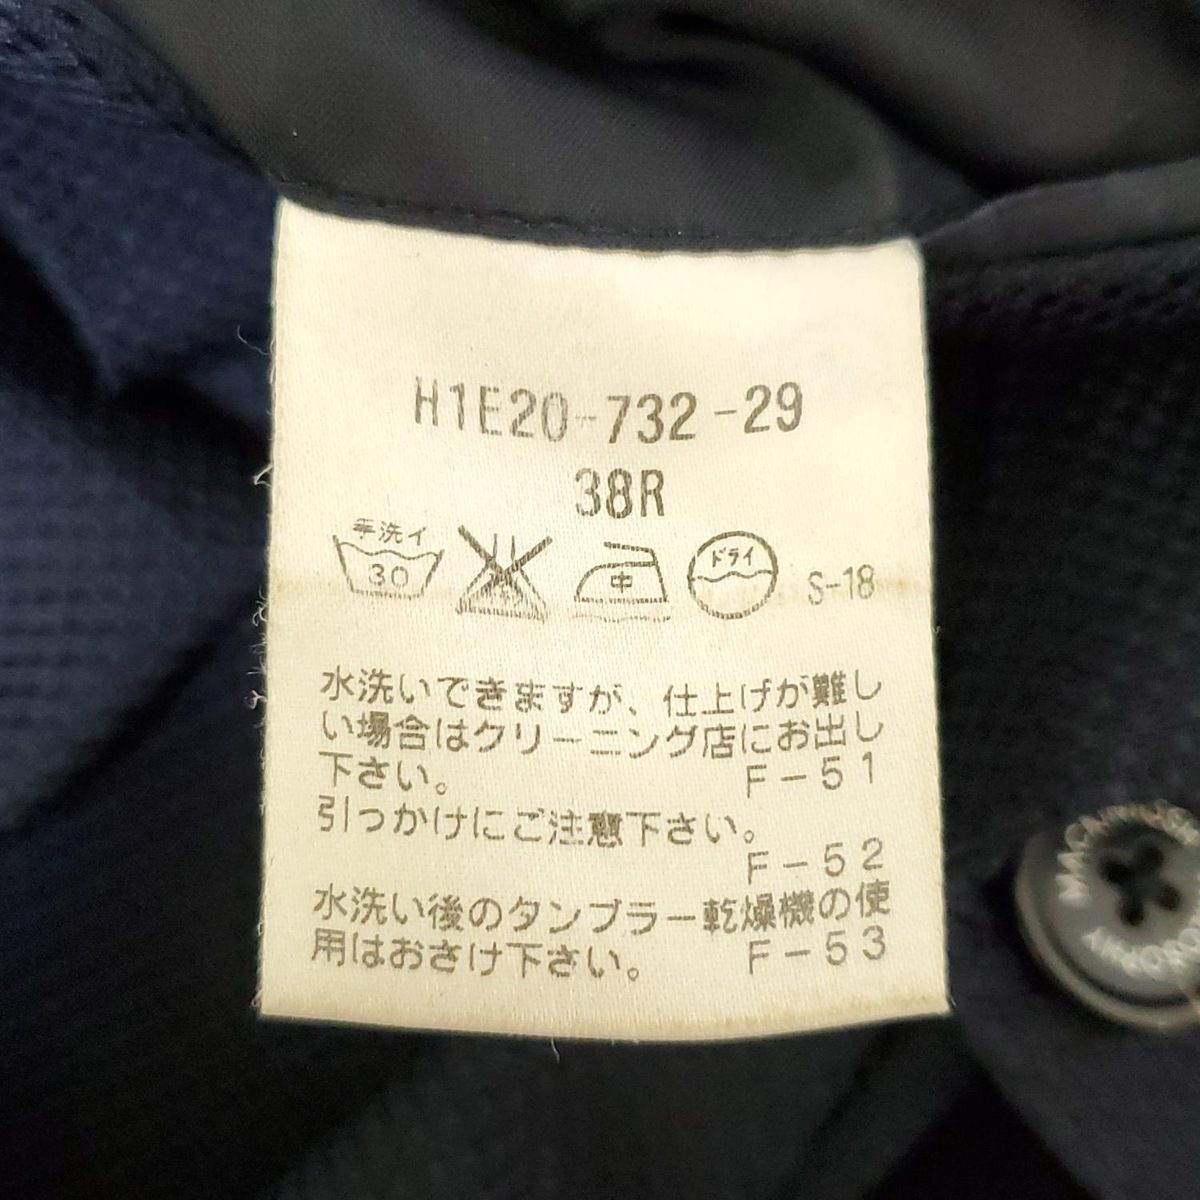 H1E20-732-29
38R
手洗イ
30
中
ドライ
S-18
水洗いできますが、仕上げが難し
い場合はクリーニング店にお出し
下さい。 F-51
引っかけにご注意下さい。
F-52
水洗い後のタンブラー乾燥機の使
用はおさけ下さい。 F-53
PHILOSOPHY